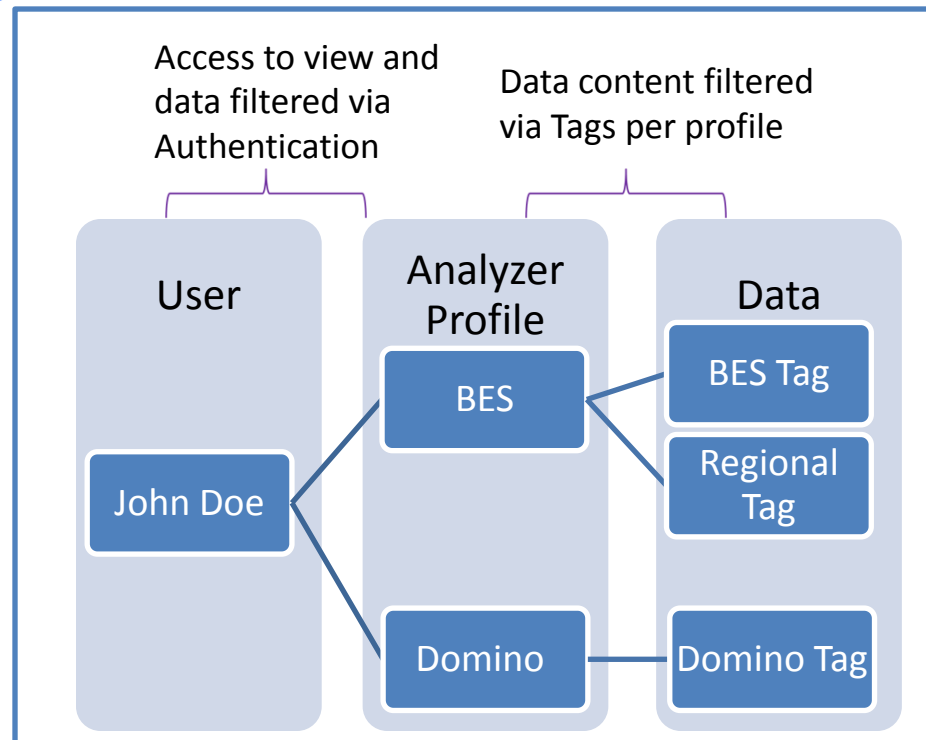 Access to view and
data filtered via
Authentication
Data content filtered
via Tags per profile
User
Analyzer
Profile
Data
BES
BES Tag
Regional
Tag
John Doe
Domino
Domino Tag